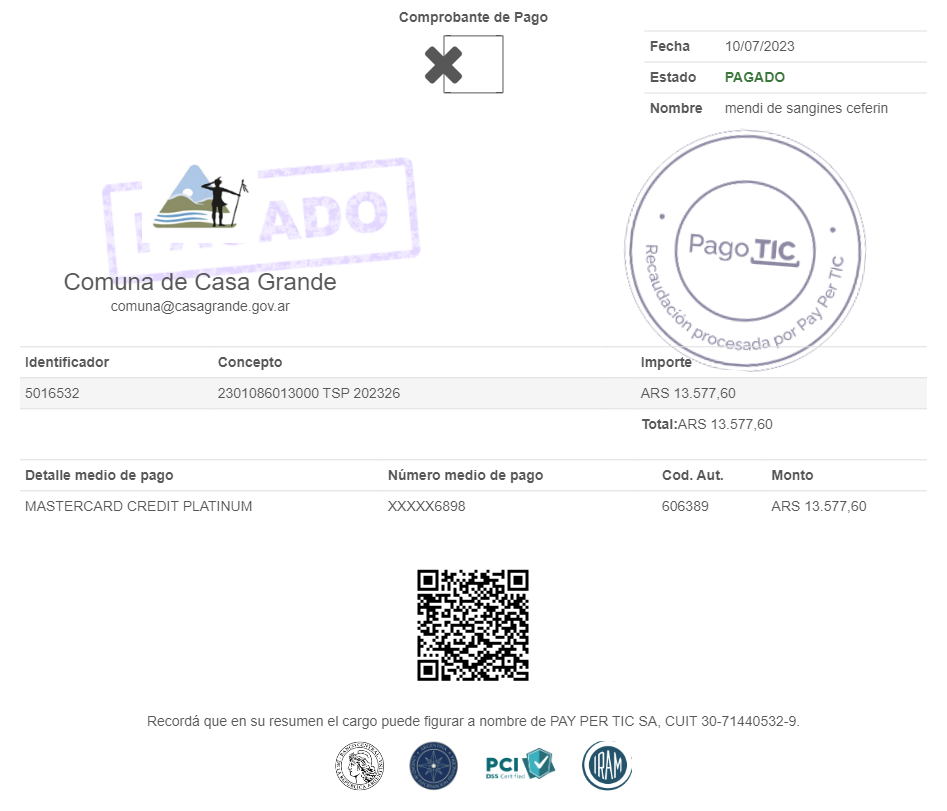 Comprobante de Pago
Fecha 10/07/2023
Estado PAGADO
Nombre mendi de sangines ceferin
ADO
Pago TIC
Recaudación procesada por Pay Per TIC
Comuna de Casa Grande
comuna@casagrande.gov.ar
Identificador Concepto Importe
5016532 2301086013000 TSP 202326 ARS 13.577,60
Total:ARS 13.577,60
Detalle medio de pago Número medio de pago Cod. Aut. Monto
MASTERCARD CREDIT PLATINUM XXXXX6898 606389 ARS 13.577,60
Recordá que en su resumen el cargo puede figurar a nombre de PAY PER TIC SA, CUIT 30-71440532-9.
PCI
DSS Certified
IRAM